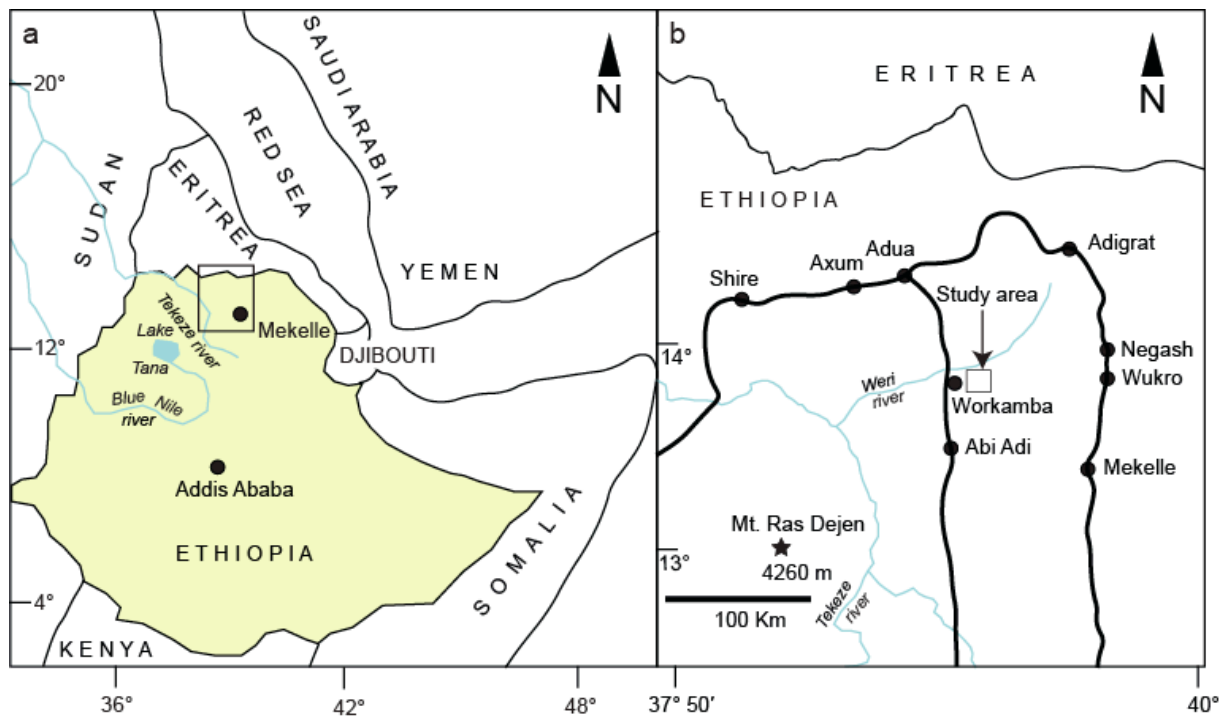 a
N
20°
SAUDI ARABIA
RED SEA
ERITREA
SUDAN
YEMEN
Tekeze river
Mekelle
Lake
Tana
12°
DJIBOUTI
Blue Nile
river
Addis Ababa
ETHIOPIA
SOMALIA
4°
KENYA
36°
42°
48°
b
N
ERITREA
ETHIOPIA
Adua
Adigrat
Axum
Shire
Study area
14°
Negash
Weri
river
Wukro
Workamba
Abi Adi
Mekelle
Mt. Ras Dejen
13°
4260 m
Tekeze
river
100 Km
37° 50'
40°